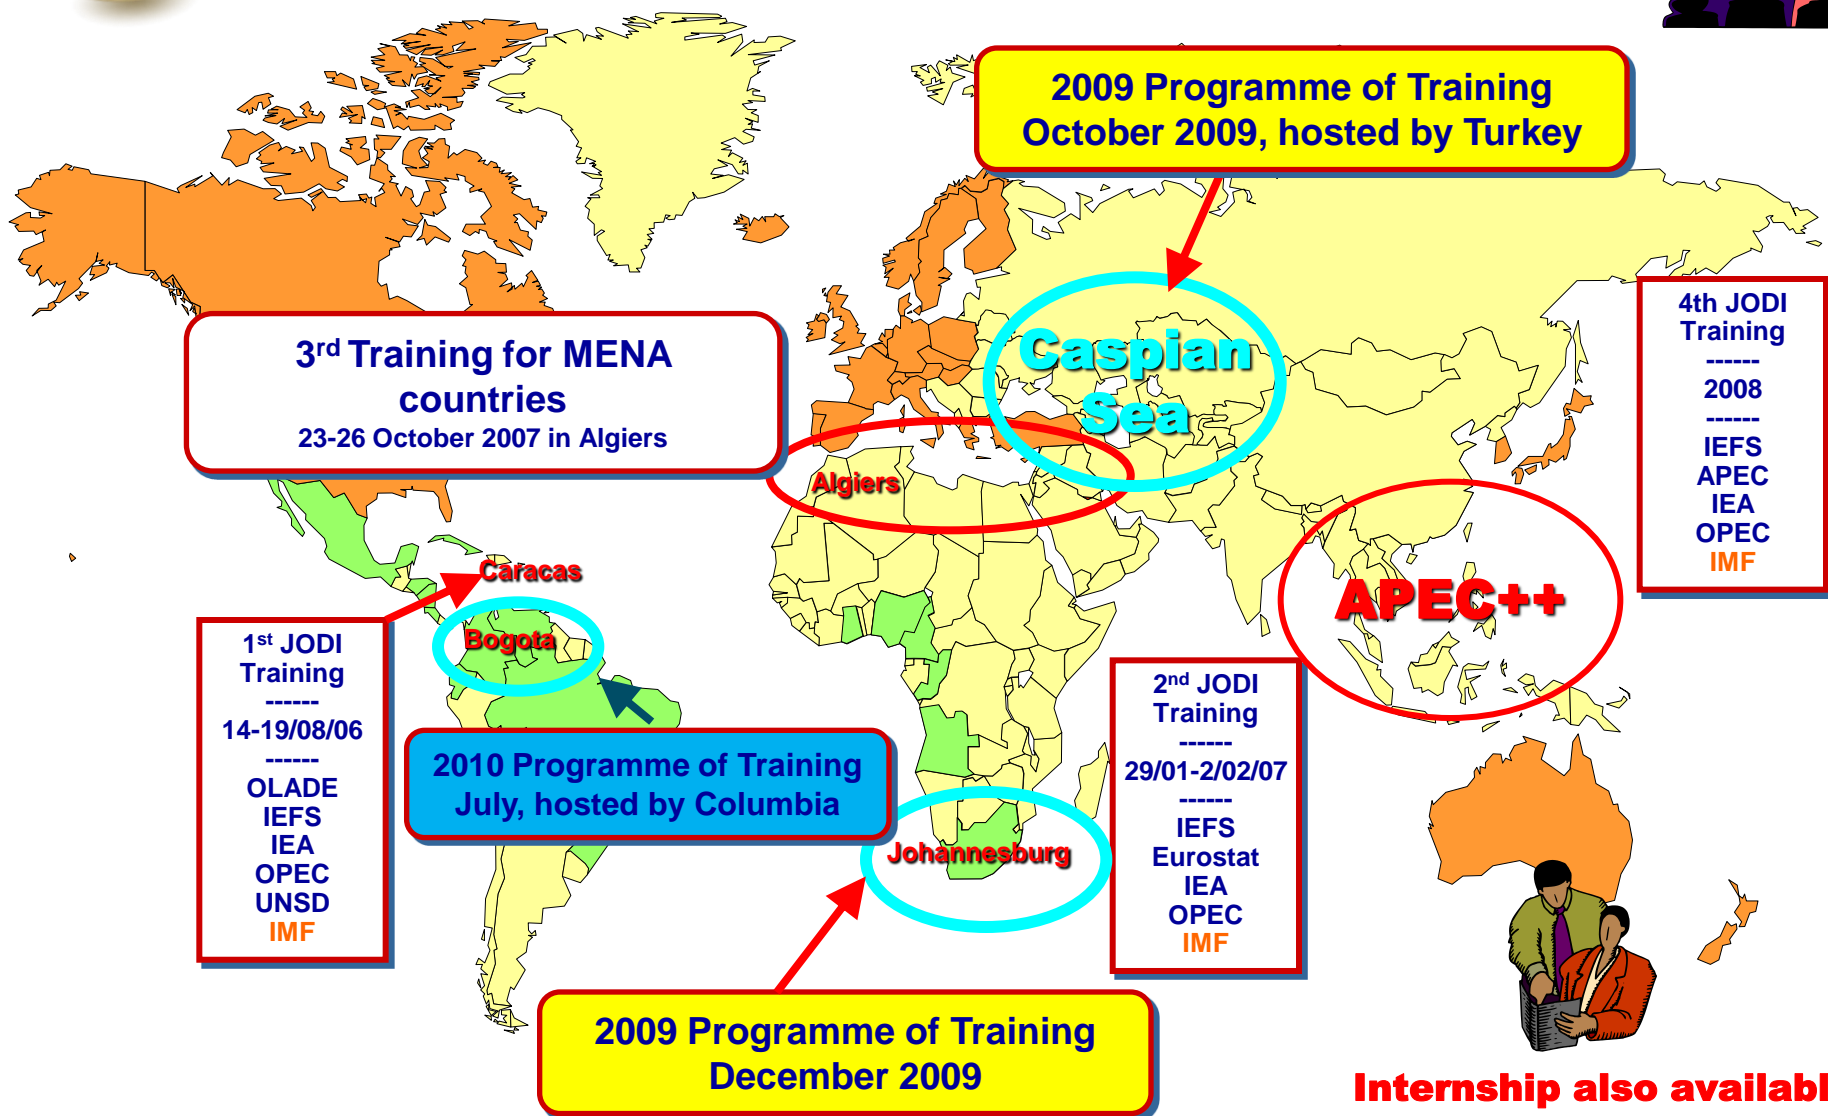 2009 Programme of Training
October 2009, hosted by Turkey
3rd Training for MENA
countries
23-26 October 2007 in Algiers
Caspian
Sea
4th JODI
Training
------
2008
------
IEFS
APEC
IEA
OPEC
IMF
Algiers
Caracas
APEC++
Bogota
1st JODI
Training
------
14-19/08/06
------
OLADE
IEFS
IEA
OPEC
UNSD
IMF
2nd JODI
Training
------
29/01-2/02/07
------
IEFS
Eurostat
IEA
OPEC
IMF
2010 Programme of Training
July, hosted by Columbia
Johannesburg
2009 Programme of Training
December 2009
Internship also availabl